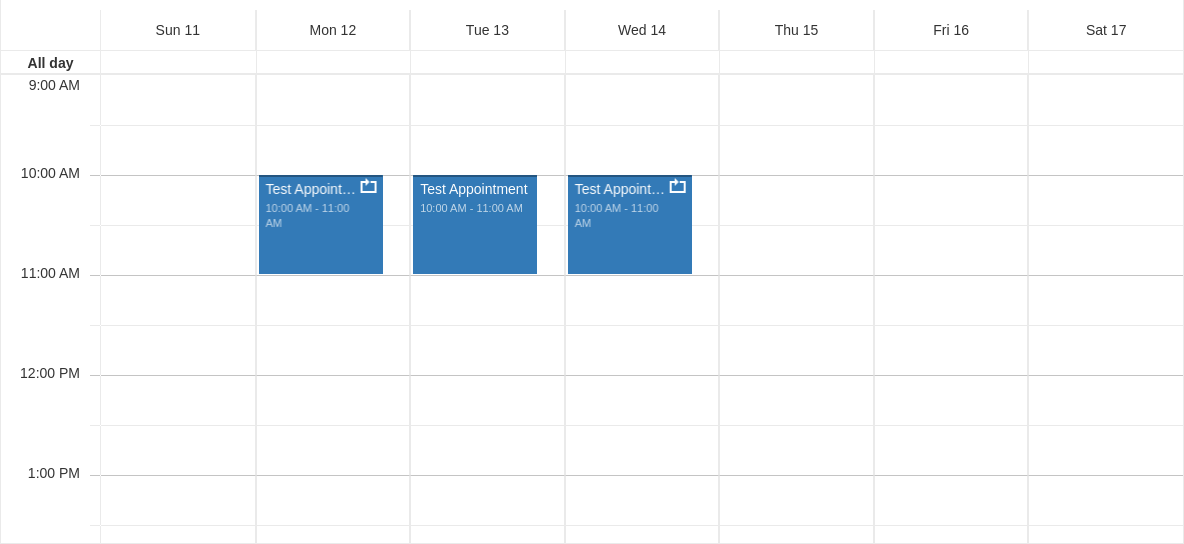 Sun 11
Mon 12
Tue 13
Wed 14
Thu 15
Fri 16
Sat 17
All day
9:00 AM
10:00 AM
Test Appoint...
10:00 AM - 11:00
AM
Test Appointment
10:00 AM - 11:00 AM
Test Appoint...
10:00 AM - 11:00
AM
11:00 AM
12:00 PM
1:00 PM